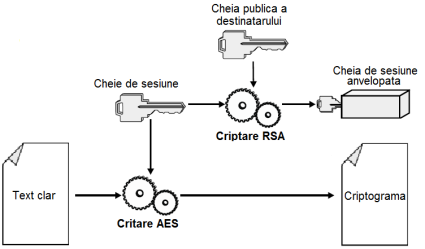 Cheia publica a
destinatarului
Cheie de sesiune
Cheia de sesiune
anvelopata
Criptare RSA
Text clar
Critare AES
Criptograma